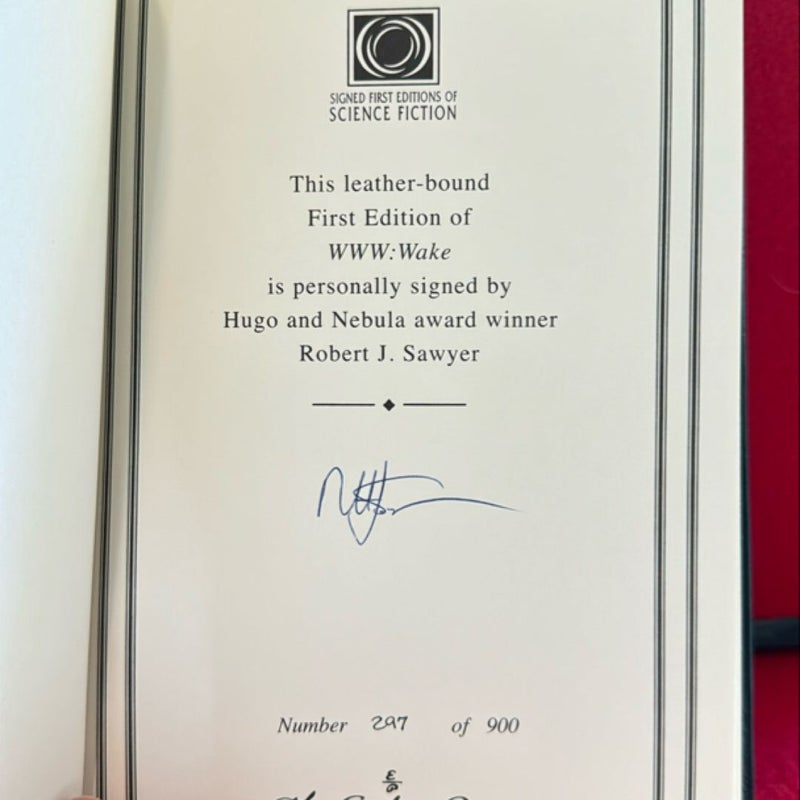 SIGNED FIRST EDITIONS OF
SCIENCE FICTION
This leather-bound
First Edition of
WWW:Wake
is personally signed by
Hugo and Nebula award winner
Robert J. Sawyer
Number 297 of 900